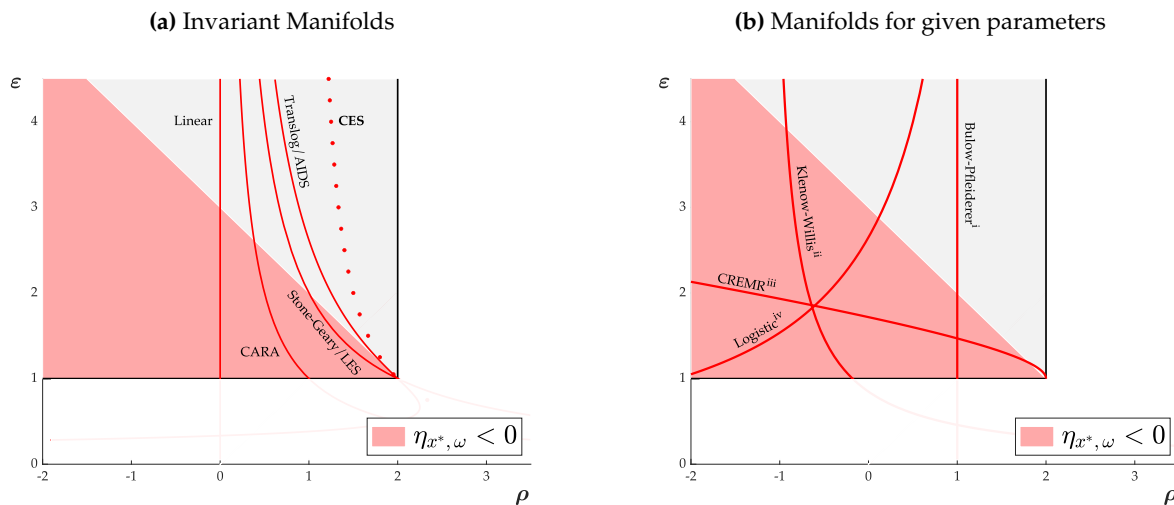 (a) Invariant Manifolds
ε
4
3
2
1
0
-2
-1
0
1
2
3
ρ
Linear
Translog/AIDS
CES
Stone-Geary/LES
CARA
η_{x*, ω} < 0
(b) Manifolds for given parameters
ε
4
3
2
1
0
-2
-1
0
1
2
3
ρ
Klenow-Willis^{ii}
Bulow-Pfleiderer^{i}
CREMR^{iii}
Logistic^{iv}
η_{x*, ω} < 0